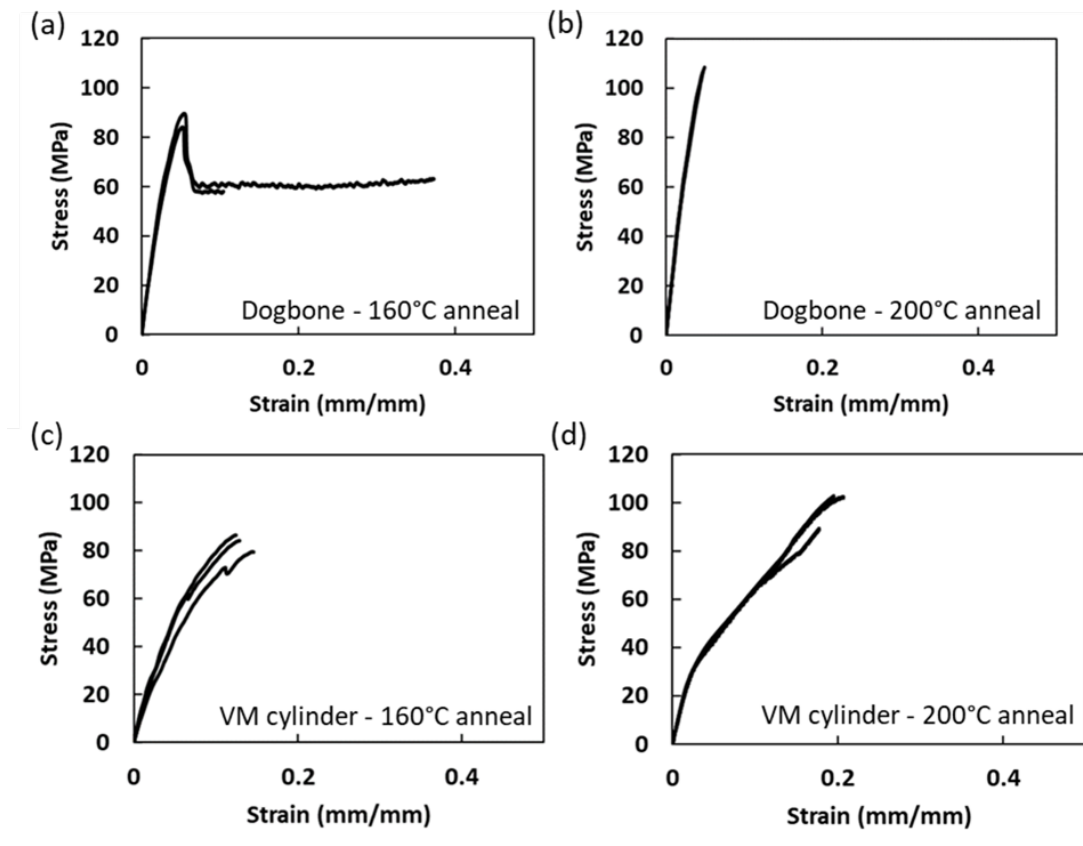 (a)
120
100
80
60
40
20
0
Stress (MPa)
Dogbone - 160°C anneal
0 0.2 0.4
Strain (mm/mm)
(b)
120
100
80
60
40
20
0
Stress (MPa)
Dogbone - 200°C anneal
0 0.2 0.4
Strain (mm/mm)
(c)
120
100
80
60
40
20
0
Stress (MPa)
VM cylinder - 160°C anneal
0 0.2 0.4
Strain (mm/mm)
(d)
120
100
80
60
40
20
0
Stress (MPa)
VM cylinder - 200°C anneal
0 0.2 0.4
Strain (mm/mm)